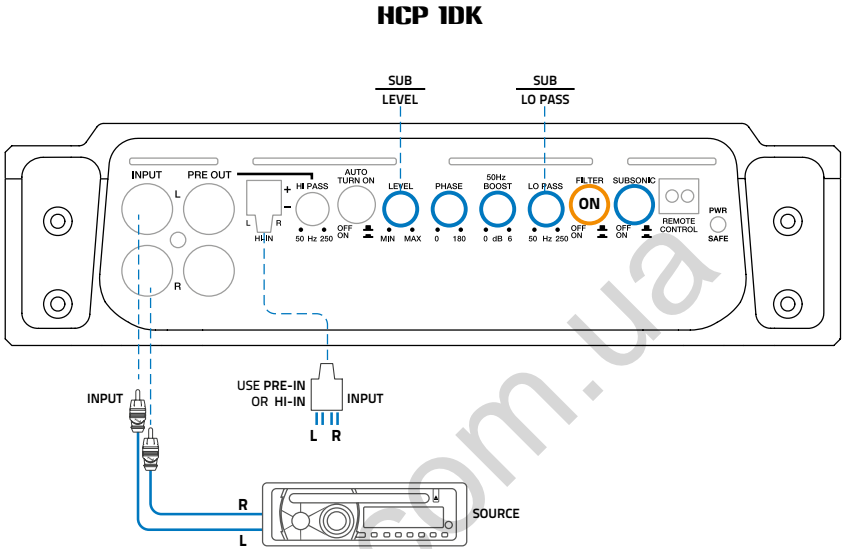 HCP 1DK
SUB
LEVEL
SUB
LO PASS
INPUT
PRE OUT
L
R
+
−
L R
HI-IN
HI PASS
50 Hz 250
AUTO
TURN ON
OFF
ON
LEVEL
MIN MAX
PHASE
0 180
50Hz
BOOST
0 dB 6
LO PASS
50 Hz 250
FILTER
ON
OFF
ON
SUBSONIC
OFF
ON
REMOTE
CONTROL
PWR
SAFE
INPUT
USE PRE-IN
OR HI-IN
INPUT
L R
R
L
SOURCE
com.ua